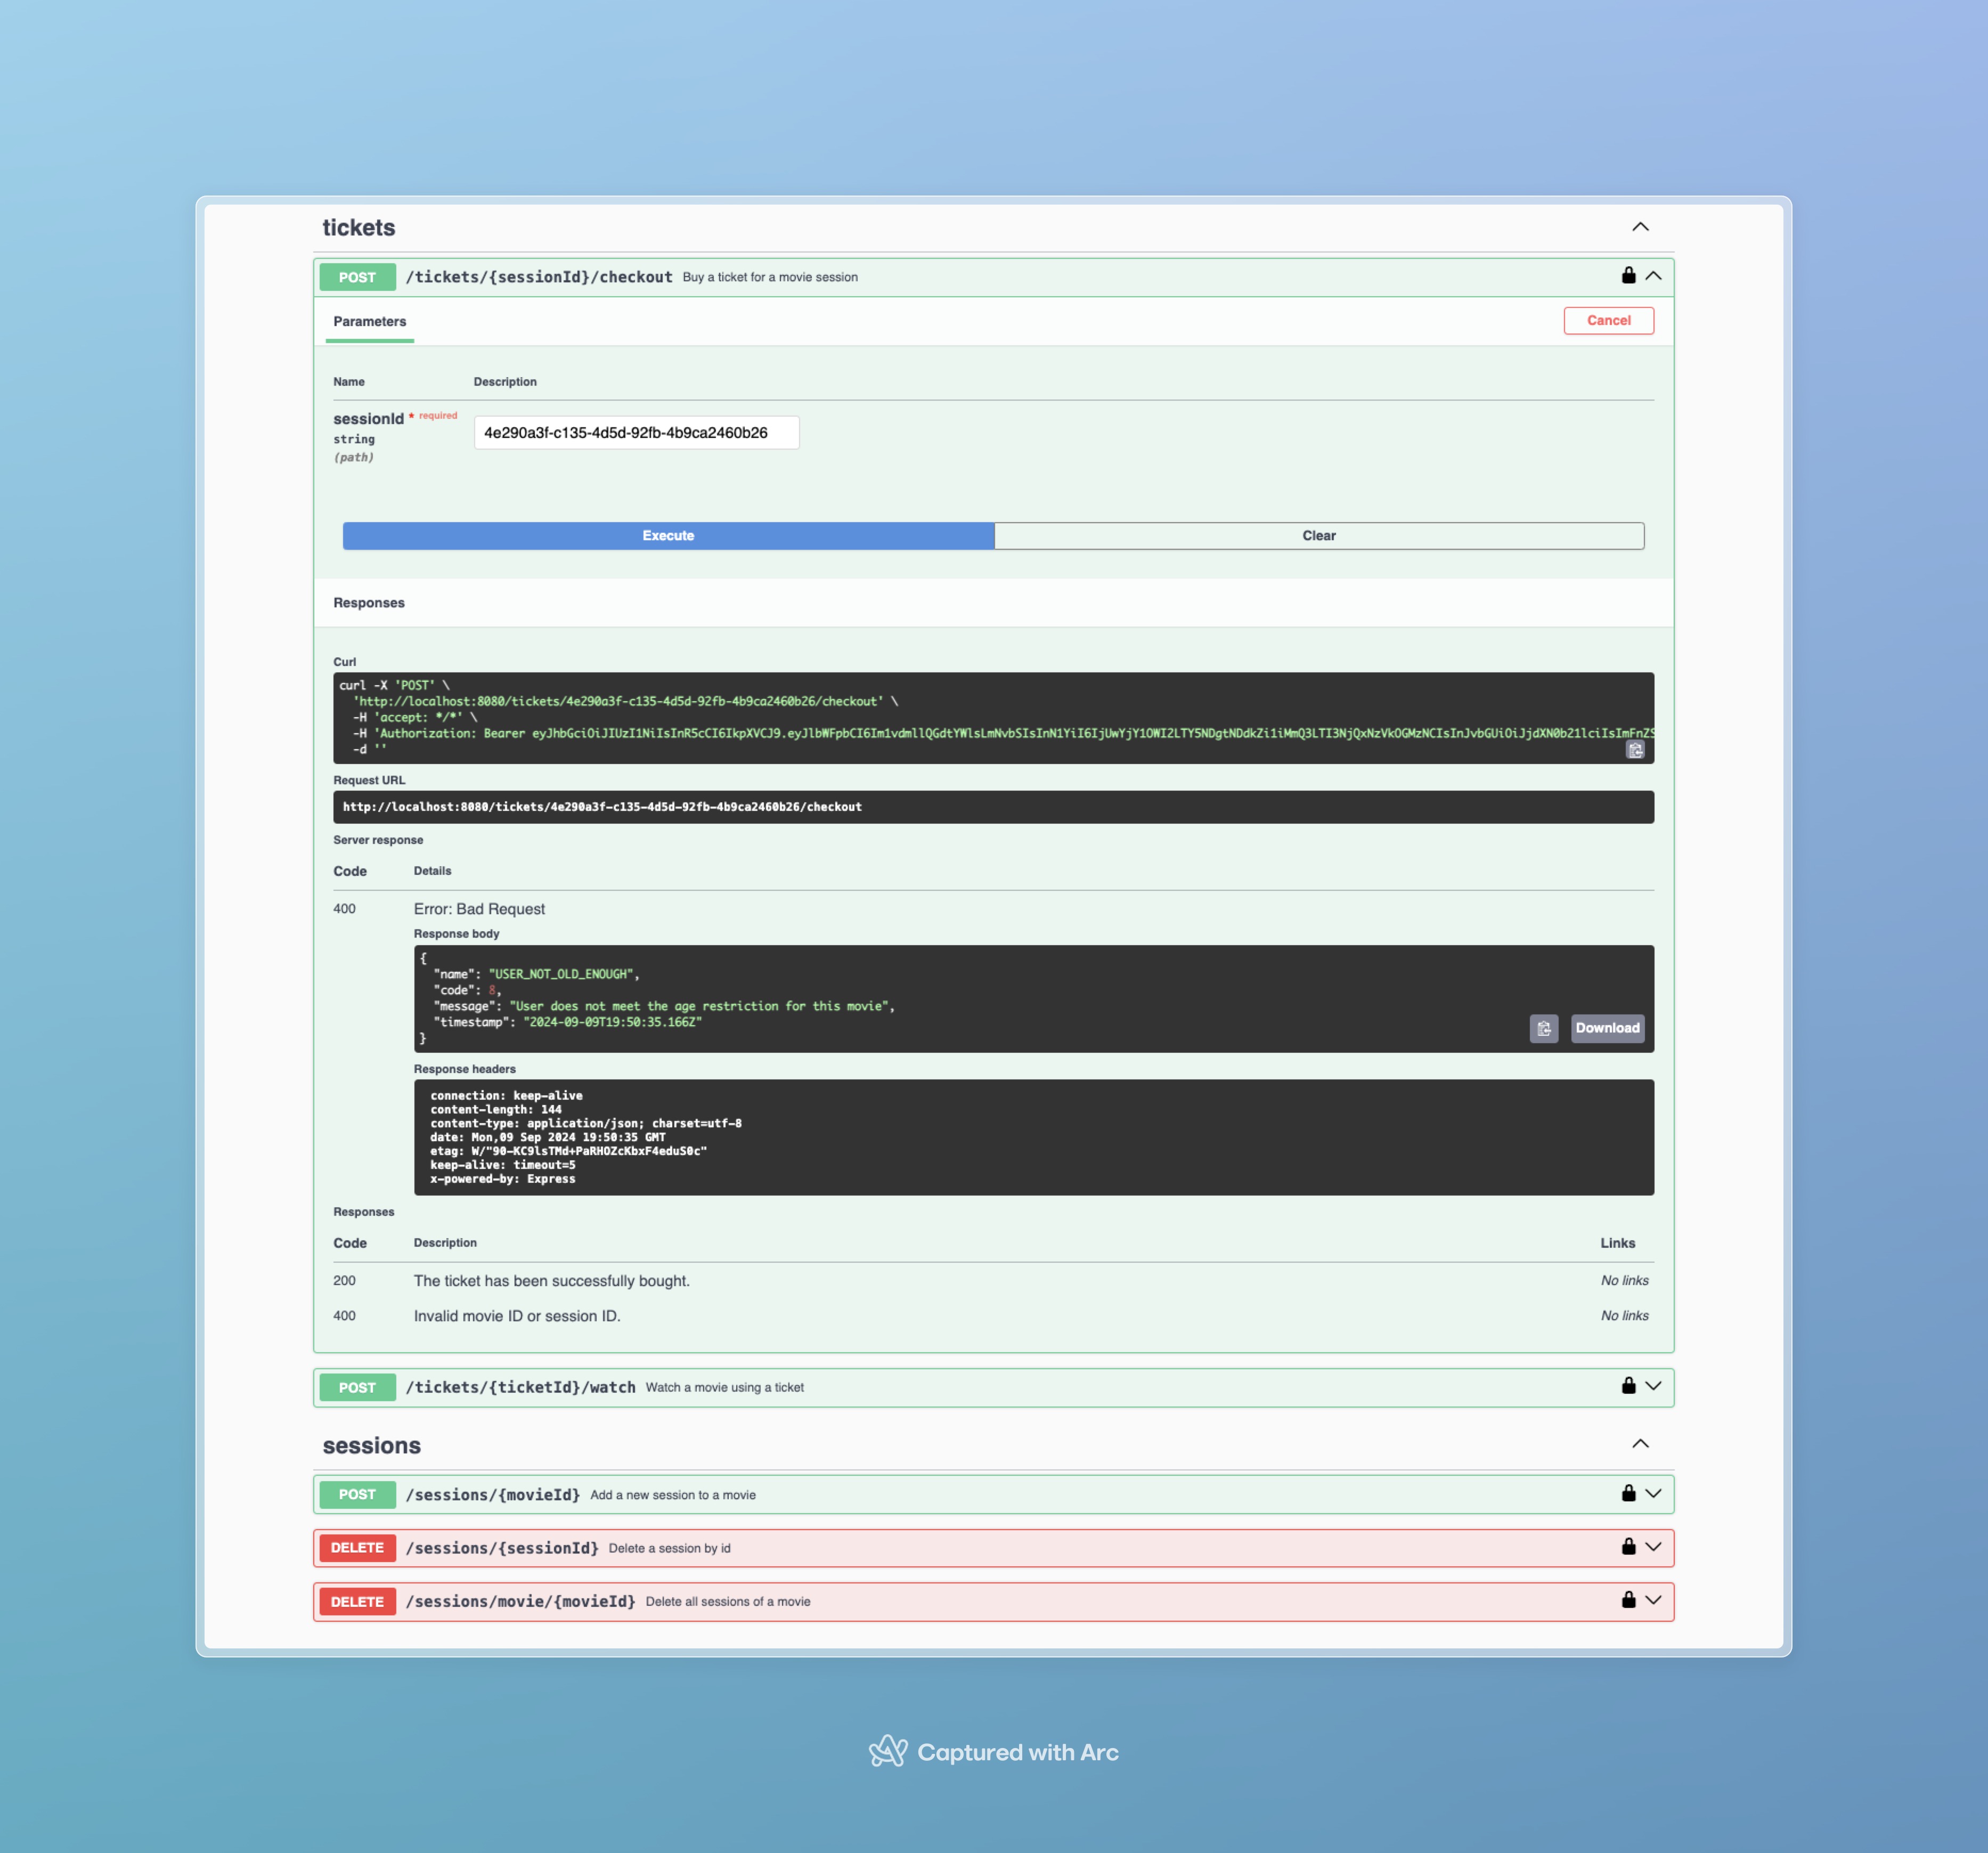 tickets
POST /tickets/{sessionId}/checkout Buy a ticket for a movie session
Parameters
Cancel
Name Description
sessionId * required
string
(path)
4e290a3f-c135-4d5d-92fb-4b9ca2460b26
Execute Clear
Responses
Curl
curl -X 'POST' \
'http://localhost:8080/tickets/4e290a3f-c135-4d5d-92fb-4b9ca2460b26/checkout' \
-H 'accept: */*' \
-H 'Authorization: Bearer
-d ''
Request URL
http://localhost:8080/tickets/4e290a3f-c135-4d5d-92fb-4b9ca2460b26/checkout
Server response
Code Details
400 Error: Bad Request
Response body
{
"name": "USER_NOT_OLD_ENOUGH",
"code": 8,
"message": "User does not meet the age restriction for this movie",
"timestamp": "2024-09-09T19:50:35.166Z"
}
Download
Response headers
connection: keep-alive
content-length: 144
content-type: application/json; charset=utf-8
date: Mon,09 Sep 2024 19:50:35 GMT
etag: W/"90-KC9lsTMd+PaRHOZcKbxF4eduS0c"
keep-alive: timeout=5
x-powered-by: Express
Responses
Code Description Links
200 The ticket has been successfully bought. No links
400 Invalid movie ID or session ID. No links
POST /tickets/{ticketId}/watch Watch a movie using a ticket
sessions
POST /sessions/{movieId} Add a new session to a movie
DELETE /sessions/{sessionId} Delete a session by id
DELETE /sessions/movie/{movieId} Delete all sessions of a movie
Captured with Arc